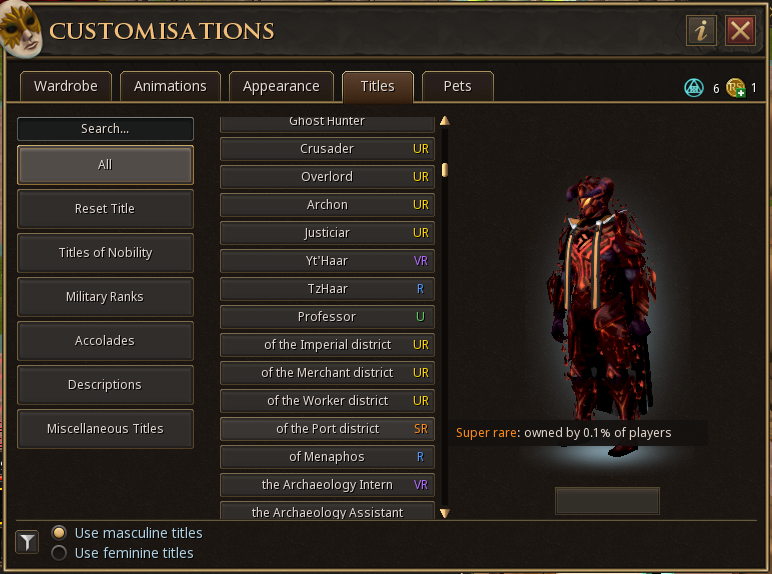 CUSTOMISATIONS
i
Wardrobe
Animations
Appearance
Titles
Pets
6
1
Search...
All
Reset Title
Titles of Nobility
Military Ranks
Accolades
Descriptions
Miscellaneous Titles
Ghost Hunter
Crusader UR
Overlord UR
Archon UR
Justiciar UR
Yt'Haar VR
TzHaar R
Professor U
of the Imperial district UR
of the Merchant district UR
of the Worker district UR
of the Port district SR
of Menaphos R
the Archaeology Intern VR
the Archaeology Assistant
Super rare: owned by 0.1% of players
Use masculine titles
Use feminine titles